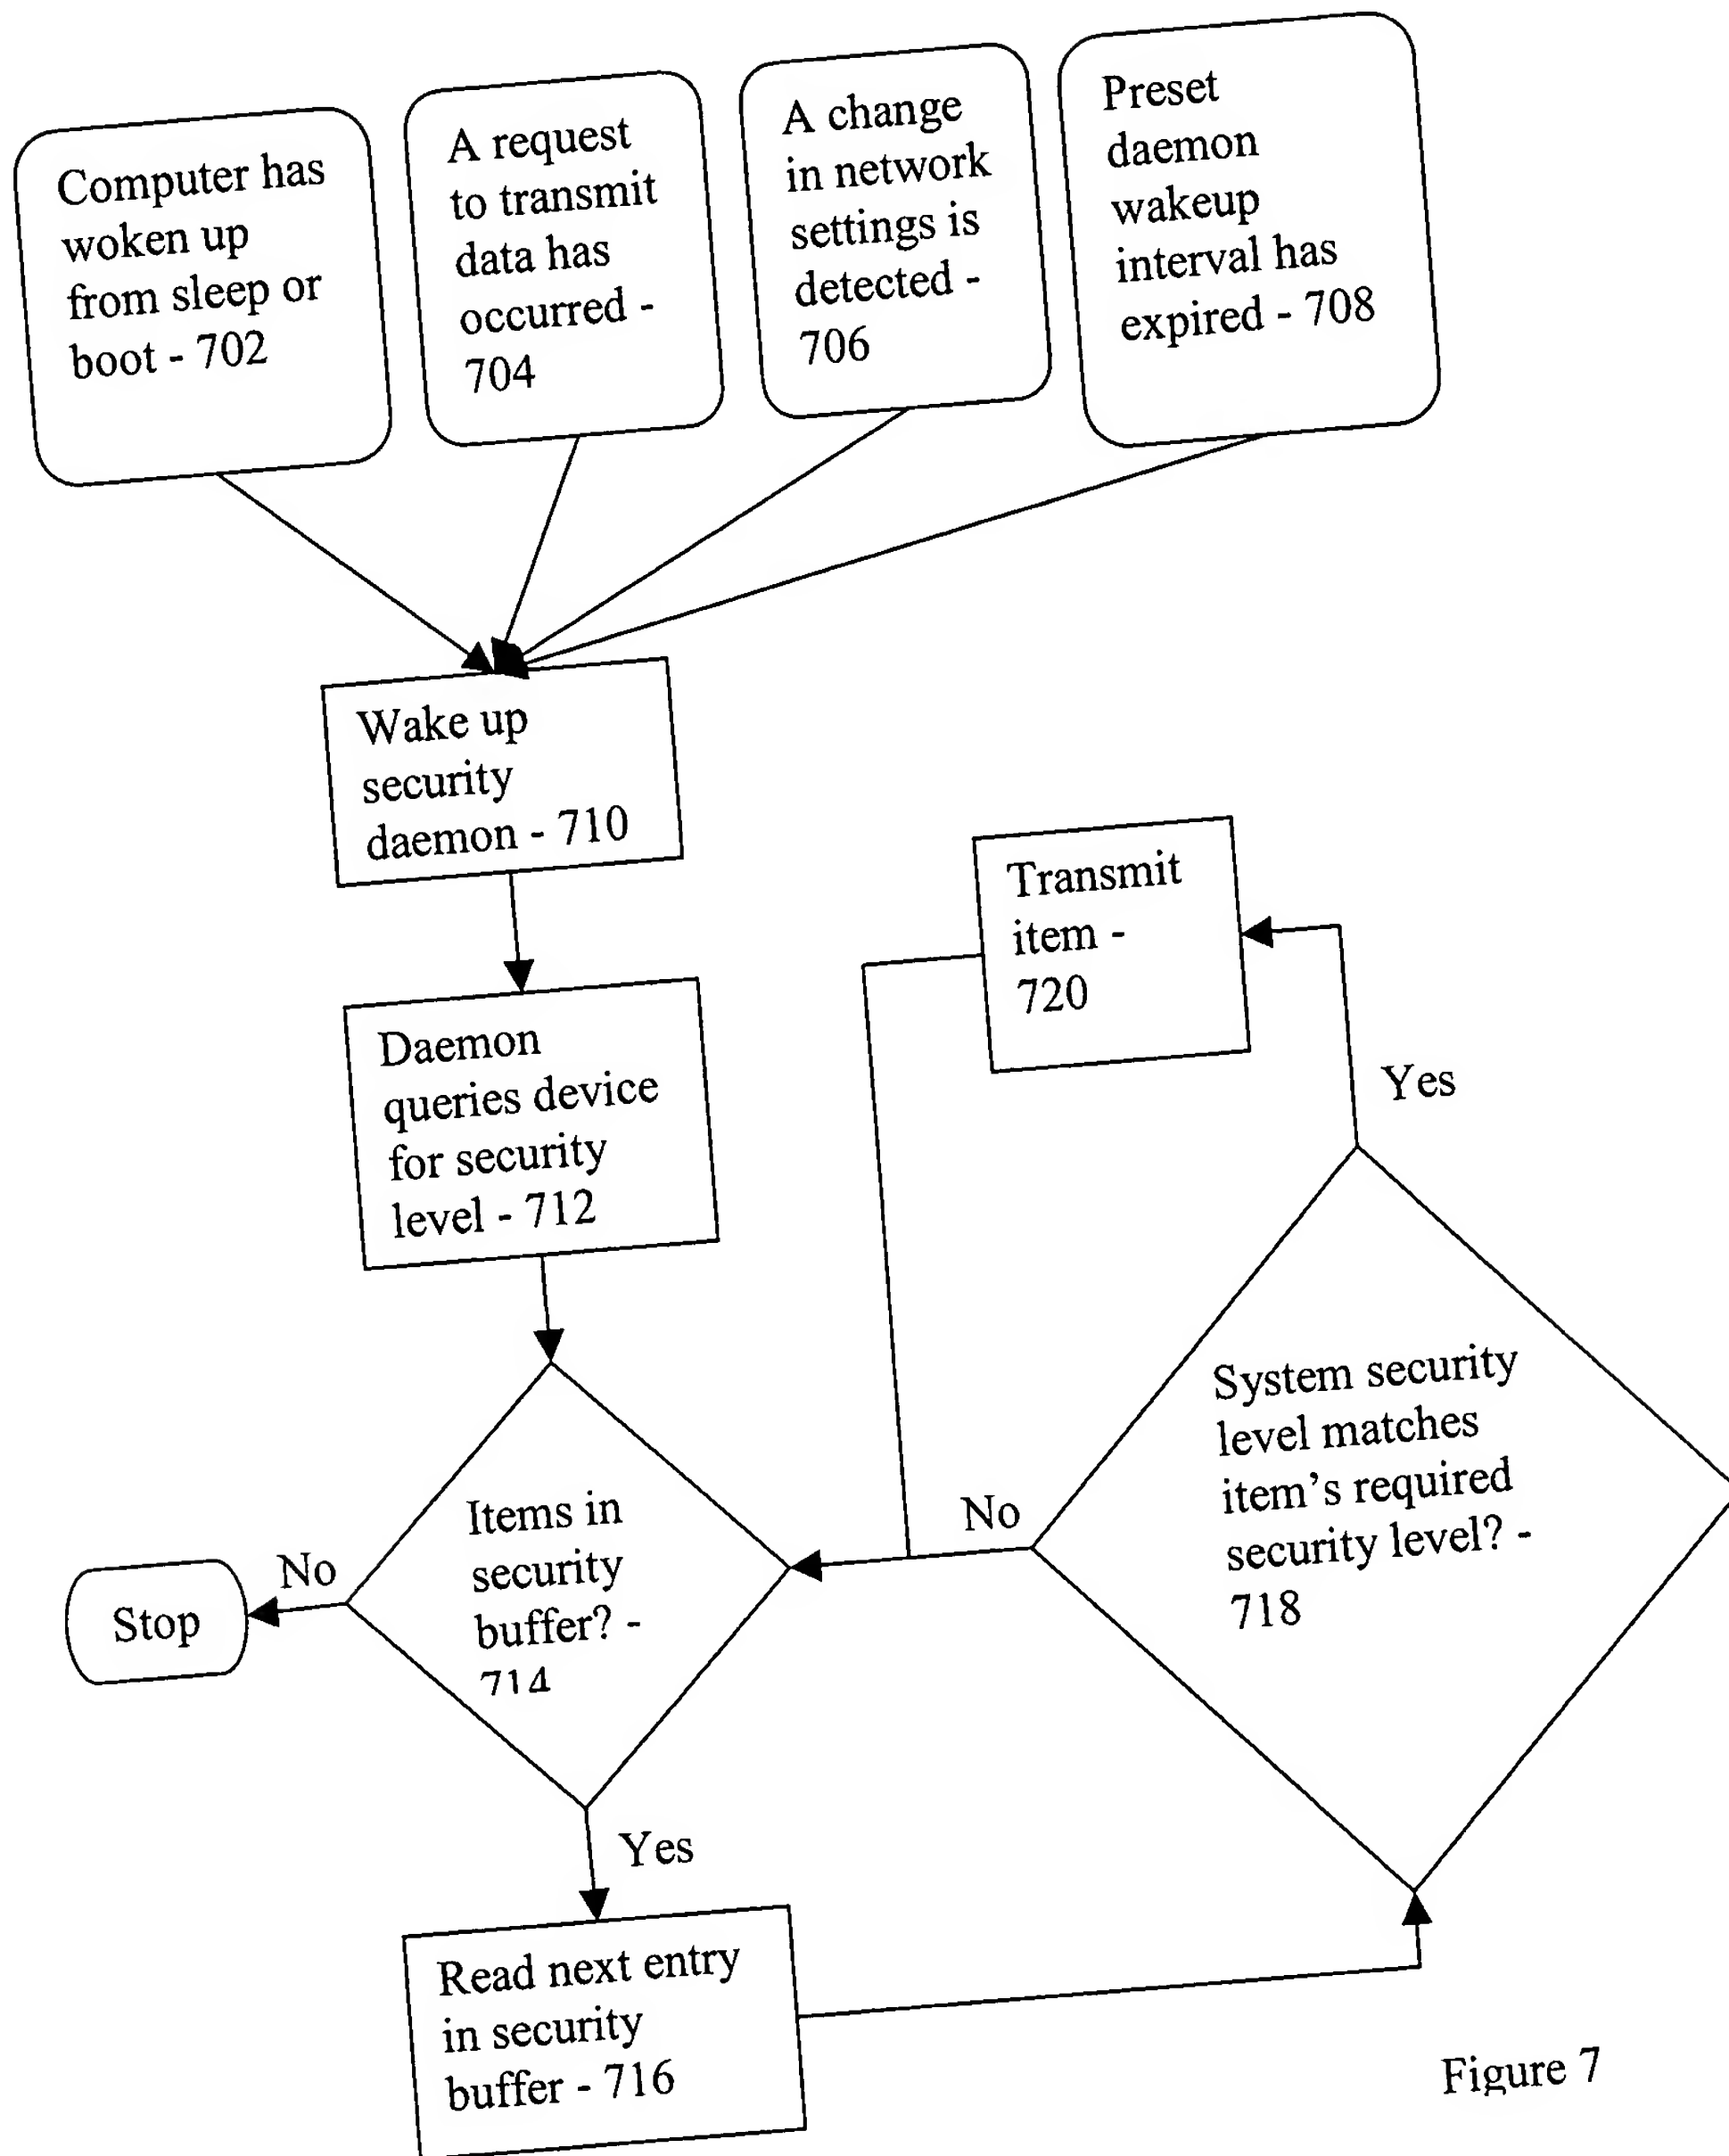 Computer has
woken up
from sleep or
boot - 702
A request
to transmit
data has
occurred -
704
A change
in network
settings is
detected -
706
Preset
daemon
wakeup
interval has
expired - 708
Wake up
security
daemon - 710
Daemon
queries device
for security
level - 712
Items in
security
buffer? -
714
No
Stop
Yes
Read next entry
in security
buffer - 716
System security
level matches
item's required
security level? -
718
No
Yes
Transmit
item -
720
Figure 7